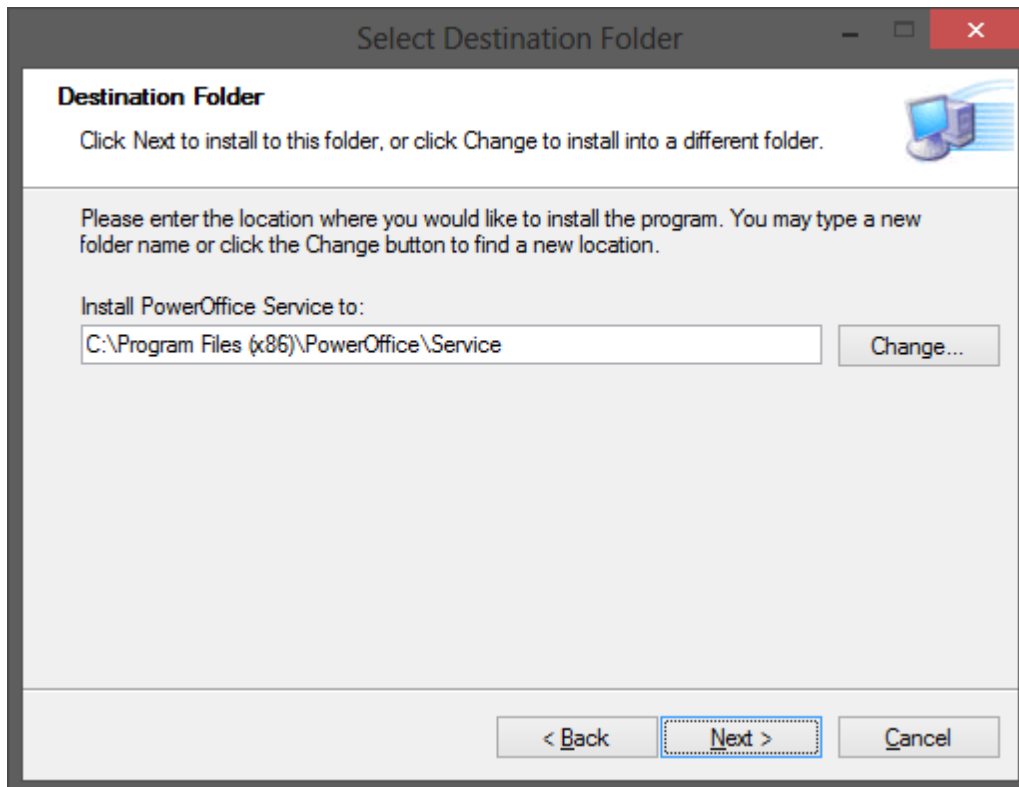 Select Destination Folder
Destination Folder
Click Next to install to this folder, or click Change to install into a different folder.
Please enter the location where you would like to install the program. You may type a new
folder name or click the Change button to find a new location.
Install PowerOffice Service to:
C:\Program Files (x86)\PowerOffice\Service
Change...
< Back
Next >
Cancel